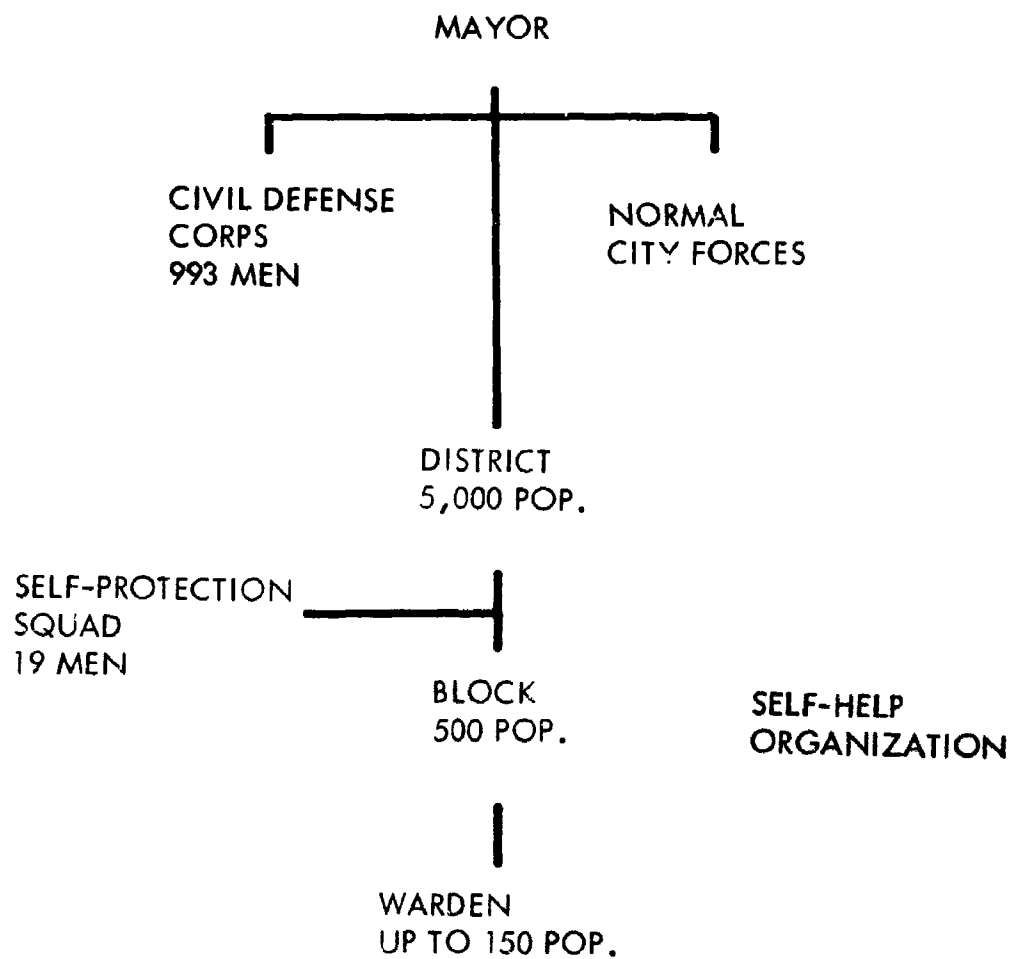 MAYOR
CIVIL DEFENSE
CORPS
993 MEN
NORMAL
CITY FORCES
DISTRICT
5,000 POP.
SELF-PROTECTION
SQUAD
19 MEN
BLOCK
500 POP.
SELF-HELP
ORGANIZATION
WARDEN
UP TO 150 POP.